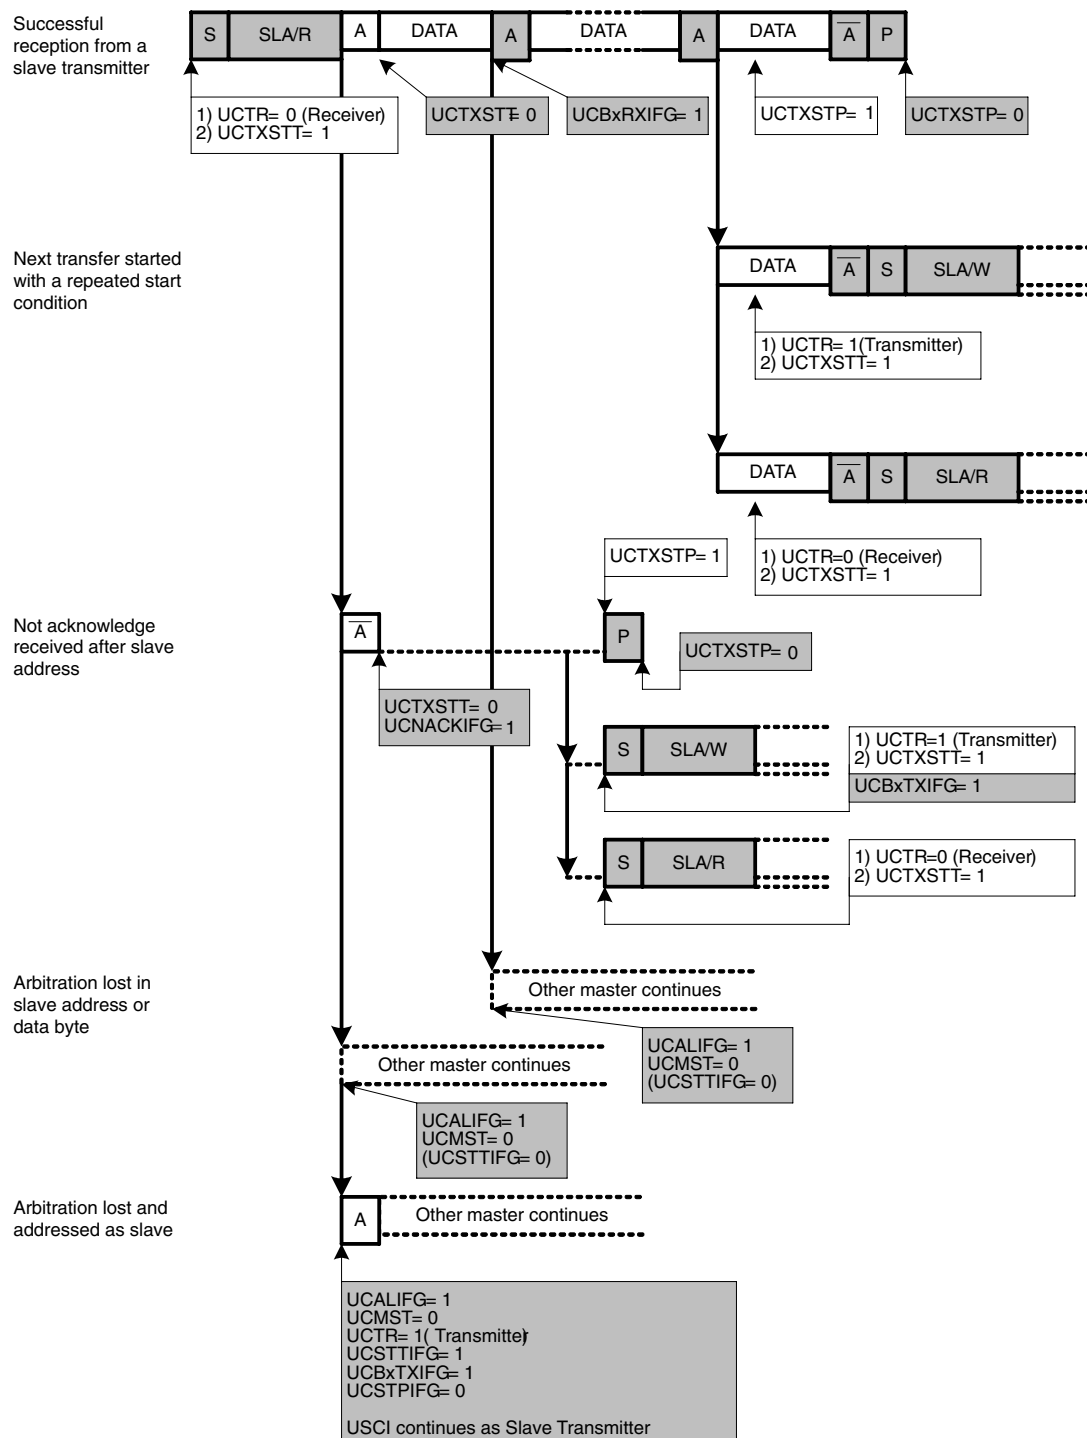 Successful
reception from a
slave transmitter
S SLA/R A DATA A DATA A DATA A P
1) UCTR= 0 (Receiver)
2) UCTXSTT= 1
UCTXSTT= 0
UCBxRXIFG= 1
UCTXSTP= 1
UCTXSTP= 0
Next transfer started
with a repeated start
condition
DATA A S SLA/W
1) UCTR= 1(Transmitter)
2) UCTXSTT= 1
DATA A S SLA/R
1) UCTR=0 (Receiver)
2) UCTXSTT= 1
UCTXSTP= 1
Not acknowledge
received after slave
address
A P
UCTXSTP= 0
UCTXSTT= 0
UCNACKIFG= 1
S SLA/W
1) UCTR=1 (Transmitter)
2) UCTXSTT= 1
UCBxTXIFG= 1
S SLA/R
1) UCTR=0 (Receiver)
2) UCTXSTT= 1
Arbitration lost in
slave address or
data byte
Other master continues
UCALIFG= 1
UCMST= 0
(UCSTTIFG= 0)
Other master continues
UCALIFG= 1
UCMST= 0
(UCSTTIFG= 0)
Arbitration lost and
addressed as slave
A Other master continues
UCALIFG= 1
UCMST= 0
UCTR= 1( Transmitter)
UCSTTIFG= 1
UCBxTXIFG= 1
UCSTPIFG= 0
USCI continues as Slave Transmitter